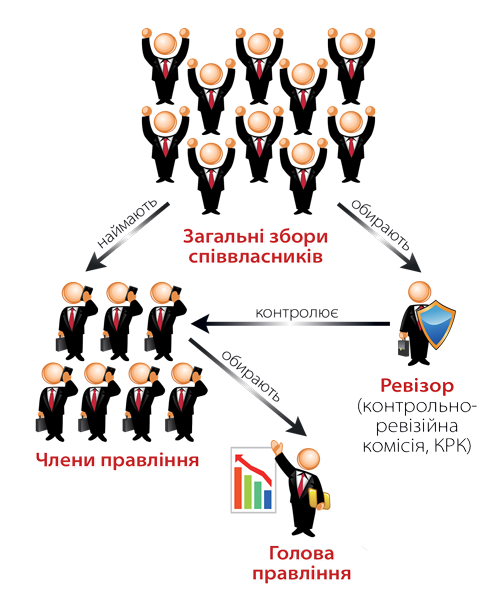 наймають
обирають
Загальні збори
співвласників
контролює
обирають
Ревізор
(контрольно-
ревізійна
комісія, КРК)
Члени правління
Голова
правління